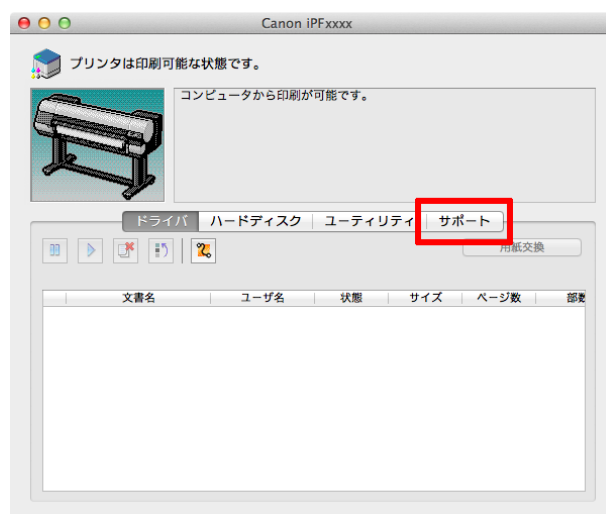 Canon iPFxxxx
プリンタは印刷可能な状態です。
コンピュータから印刷が可能です。
ドライバ ハードディスク ユーティリティ サポート
用紙交換
文書名 ユーザ名 状態 サイズ ページ数 部数